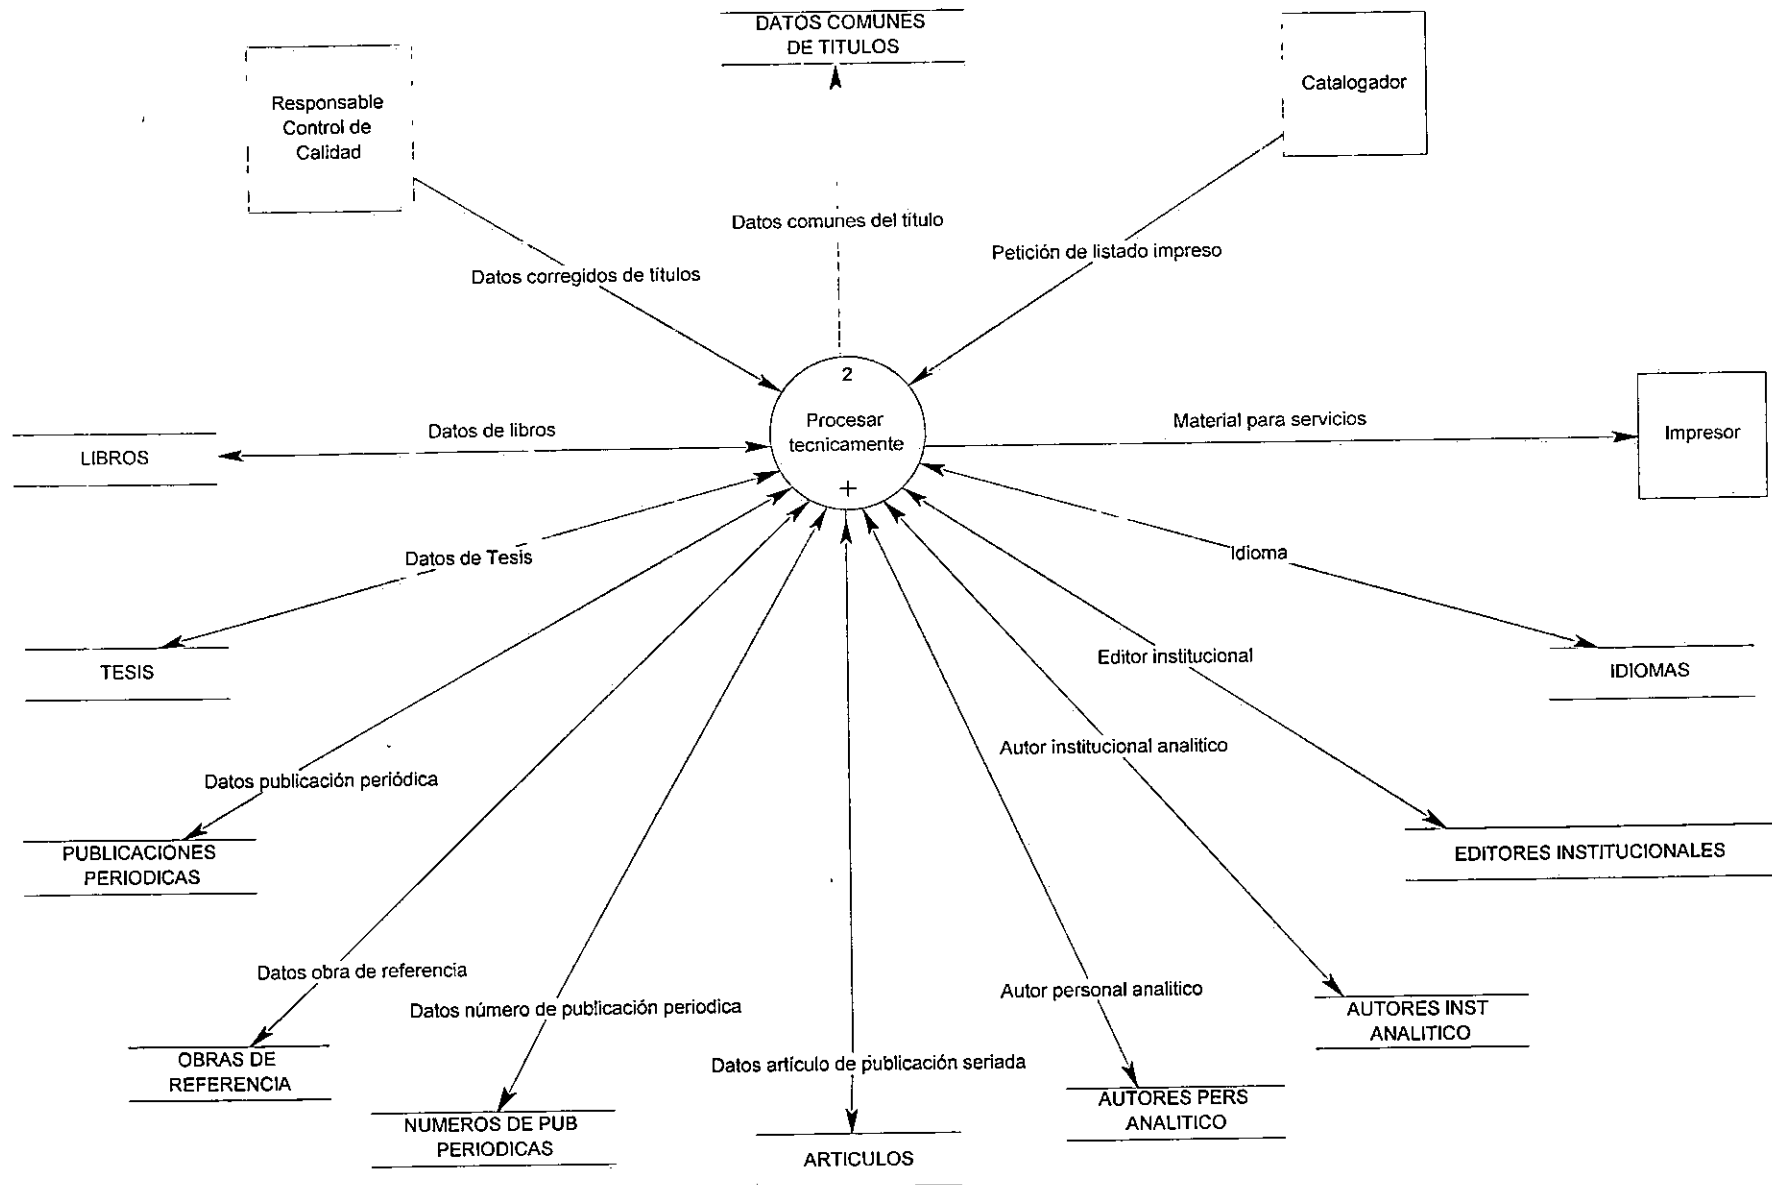 DATOS COMUNES
DE TITULOS
Responsable
Control de
Calidad
Catalogador
Datos comunes del título
Petición de listado impreso
Datos corregidos de títulos
2
Procesar
tecnicamente
+
Datos de libros
Material para servicios
Impresor
LIBROS
Datos de Tesis
Idioma
TESIS
Editor institucional
IDIOMAS
Autor institucional analitico
Datos publicación periódica
PUBLICACIONES
PERIODICAS
EDITORES INSTITUCIONALES
Datos obra de referencia
Autor personal analitico
Datos número de publicación periodica
AUTORES INST
ANALITICO
OBRAS DE
REFERENCIA
Datos artículo de publicación seriada
AUTORES PERS
ANALITICO
NUMEROS DE PUB
PERIODICAS
ARTICULOS